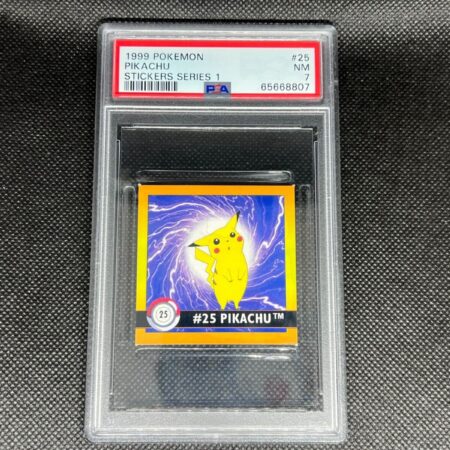 1999 POKEMON #25
PIKACHU NM
STICKERS SERIES 1 7
PSA 65668807
25
#25 PIKACHU™